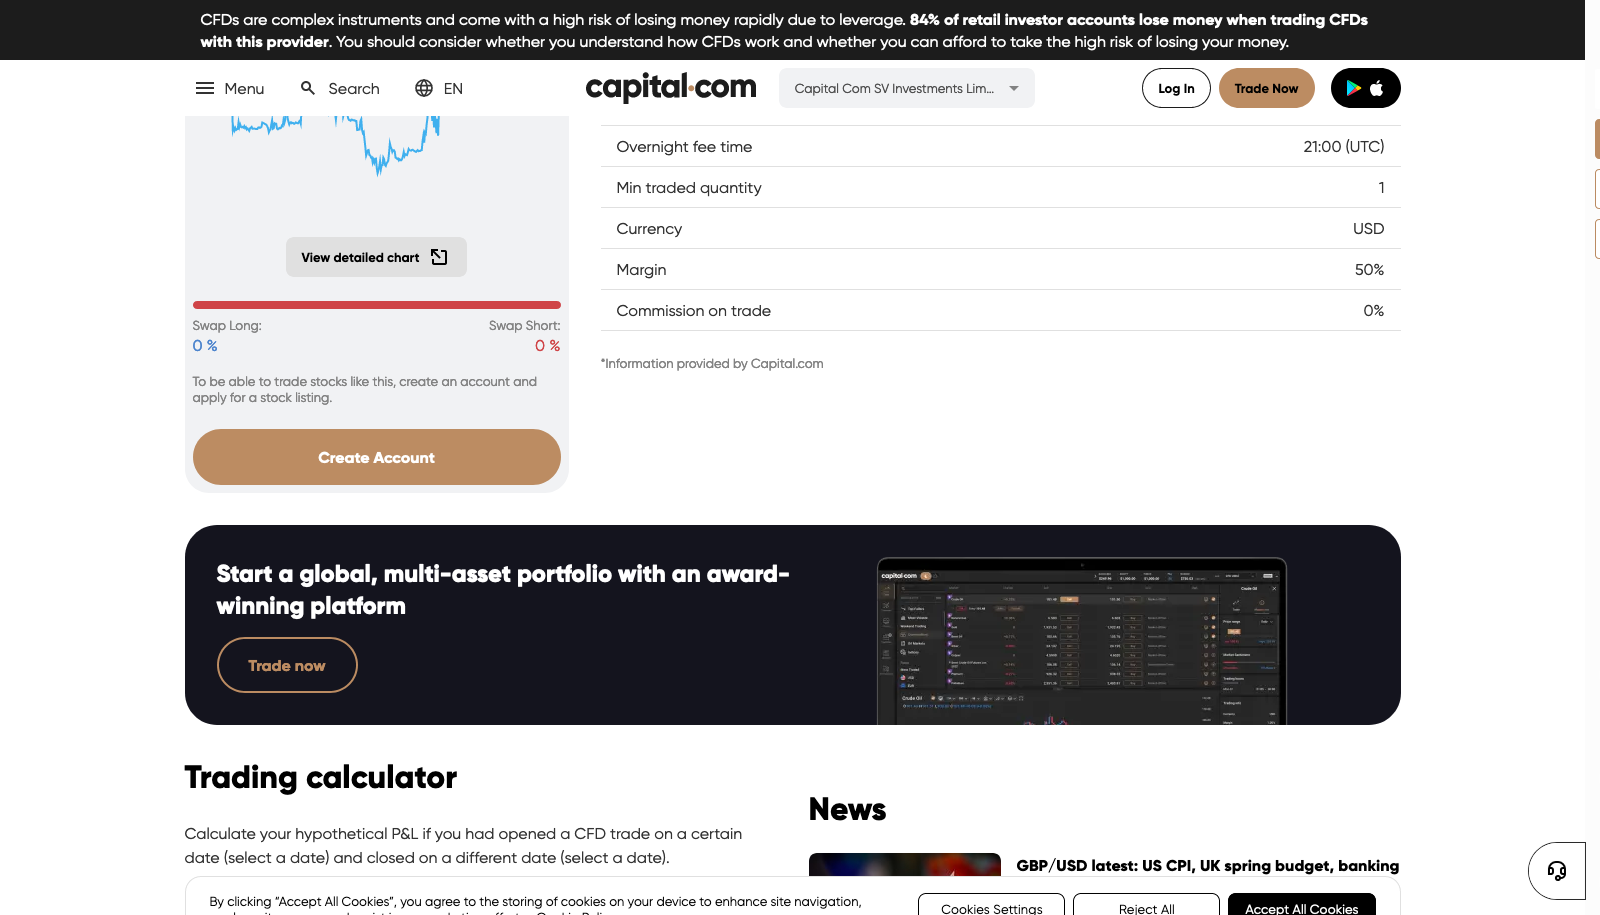 CFDs are complex instruments and come with a high risk of losing money rapidly due to leverage. 84% of retail investor accounts lose money when trading CFDs
with this provider. You should consider whether you understand how CFDs work and whether you can afford to take the high risk of losing your money.
Menu Search EN capital.com Capital Com SV Investments Lim... Log In Trade Now
Overnight fee time 21:00 (UTC)
Min traded quantity 1
Currency USD
Margin 50%
Commission on trade 0%
*Information provided by Capital.com
View detailed chart
Swap Long: Swap Short:
0 % 0 %
To be able to trade stocks like this, create an account and
apply for a stock listing.
Create Account
Start a global, multi-asset portfolio with an award-
winning platform
Trade now
capital.com
Crude Oil
Trading calculator
Calculate your hypothetical P&L if you had opened a CFD trade on a certain
date (select a date) and closed on a different date (select a date).
News
GBP/USD latest: US CPI, UK spring budget, banking
By clicking “Accept All Cookies”, you agree to the storing of cookies on your device to enhance site navigation,
Cookies Settings Reject All Accept All Cookies